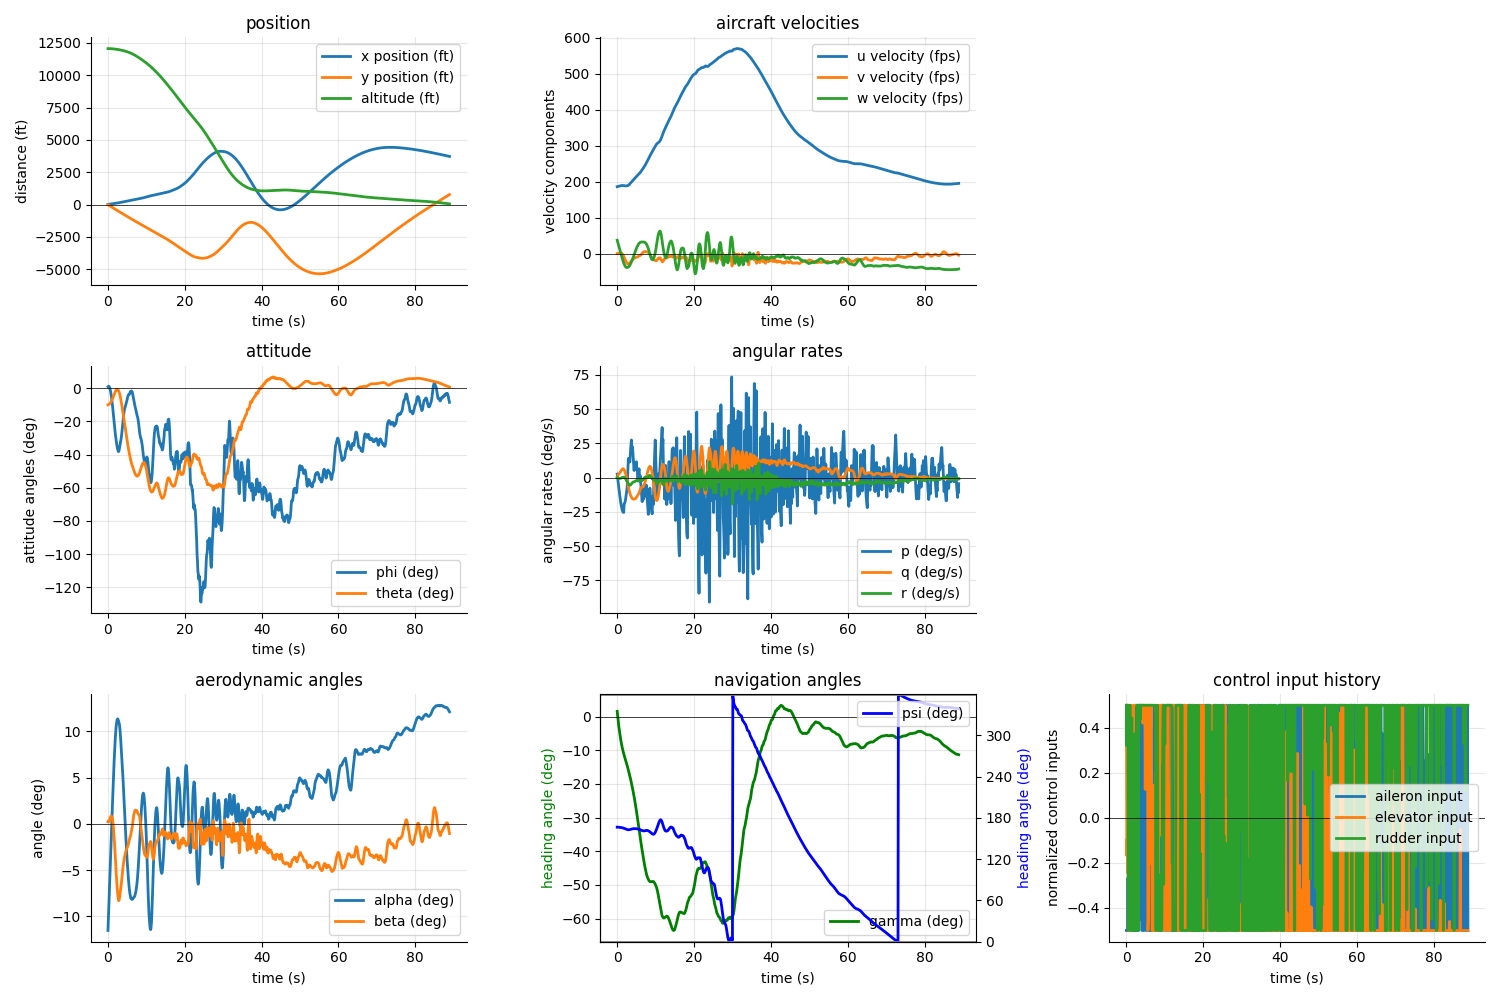 position
12500
10000
7500
5000
2500
0
−2500
−5000
distance (ft)
x position (ft)
y position (ft)
altitude (ft)
0 20 40 60 80
time (s)
aircraft velocities
600
500
400
300
200
100
0
velocity components
u velocity (fps)
v velocity (fps)
w velocity (fps)
0 20 40 60 80
time (s)
attitude
0
−20
−40
−60
−80
−100
−120
attitude angles (deg)
phi (deg)
theta (deg)
0 20 40 60 80
time (s)
angular rates
75
50
25
0
−25
−50
−75
angular rates (deg/s)
p (deg/s)
q (deg/s)
r (deg/s)
0 20 40 60 80
time (s)
aerodynamic angles
10
5
0
−5
−10
angle (deg)
alpha (deg)
beta (deg)
0 20 40 60 80
time (s)
navigation angles
0
−10
−20
−30
−40
−50
−60
heading angle (deg)
psi (deg)
gamma (deg)
300
240
180
120
60
0
heading angle (deg)
0 20 40 60 80
time (s)
control input history
0.4
0.2
0.0
−0.2
−0.4
normalized control inputs
aileron input
elevator input
rudder input
0 20 40 60 80
time (s)